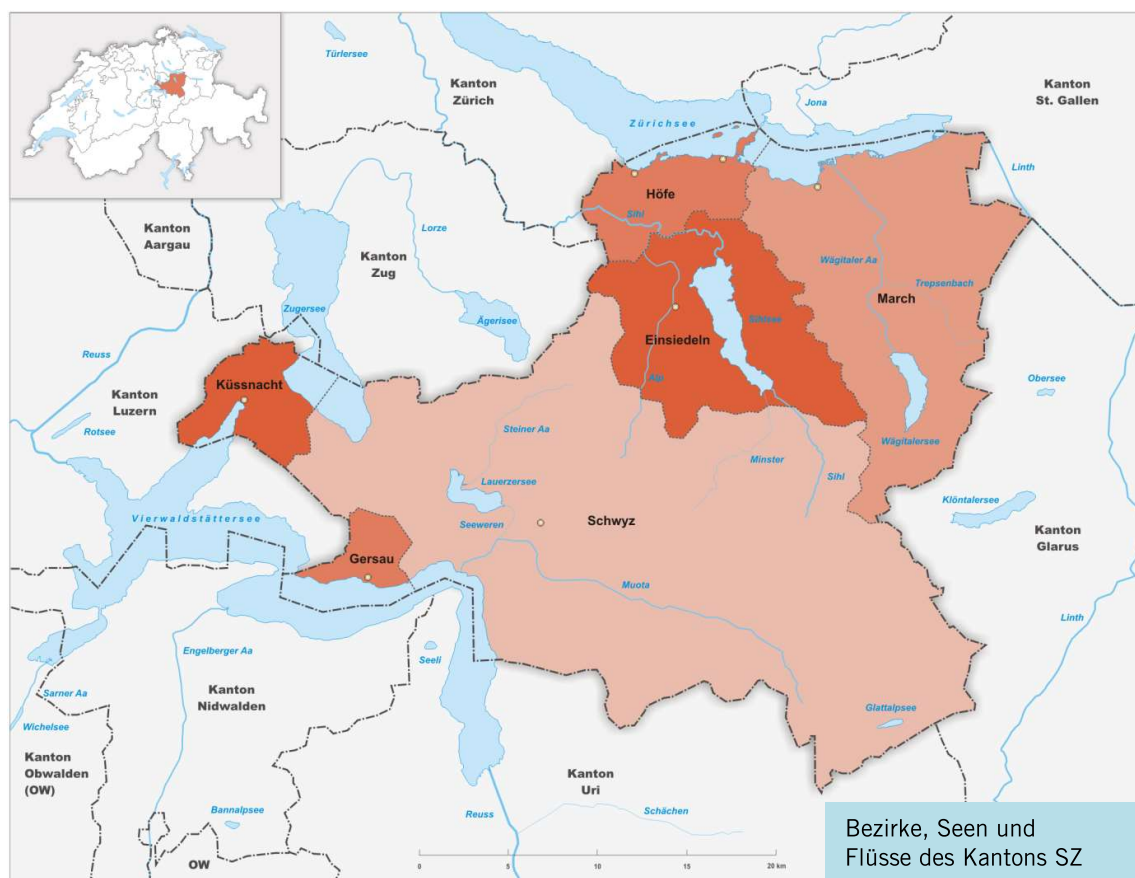 Türlersee
Kanton
Zürich
Zürichsee
Jona
Kanton
St. Gallen
Linth
Kanton
Aargau
Lorze
Kanton
Zug
Höfe
Sihl
Wägitaler Aa
Trepsenbach
March
Zugersee
Ägerisee
Einsiedeln
Sihlsee
Reuss
Küssnacht
Kanton
Luzern
Rotsee
Alp
Obersee
Steiner Aa
Wägitalersee
Minster
Sihl
Lauerzersee
Klöntalersee
Vierwaldstättersee
Seeweren
Schwyz
Kanton
Glarus
Gersau
Muota
Linth
Engelberger Aa
Seeli
Sarner Aa
Kanton
Nidwalden
Wichelsee
Glattalpsee
Kanton
Obwalden
(OW)
Kanton
Uri
Bannalpsee
Reuss
Schächen
OW
0 5 10 15 20 km
Bezirke, Seen und
Flüsse des Kantons SZ